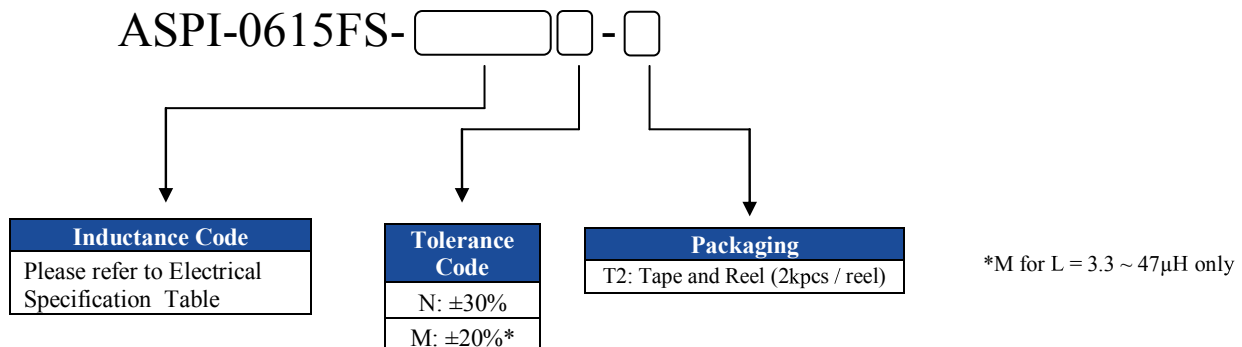 ASPI-0615FS- -
Inductance Code
Please refer to Electrical
Specification Table
Tolerance
Code
N: ±30%
M: ±20%*
Packaging
T2: Tape and Reel (2kpcs / reel)
*M for L = 3.3 ~ 47µH only